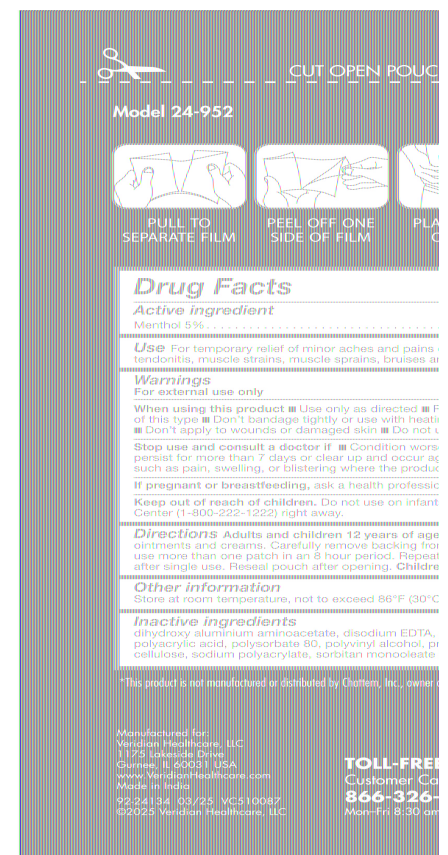 CUT OPEN POUC
Model 24-952
PULL TO
SEPARATE FILM
PEEL OFF ONE
SIDE OF FILM
PLA
Drug Facts
Active ingredient
Menthol 5%
Use For temporary relief of minor aches and pains
tendonitis, muscle strains, muscle sprains, bruises an
Warnings
For external use only
When using this product ■ Use only as directed ■
of this type ■ Don't bandage tightly or use with heatin
■ Don't apply to wounds or damaged skin ■ Do not u
Stop use and consult a doctor if ■ Condition wors
persist for more than 7 days or clear up and occur ag
such as pain, swelling, or blistering where the produc
If pregnant or breastfeeding, ask a health professio
Keep out of reach of children. Do not use on infant
Center (1-800-222-1222) right away.
Directions Adults and children 12 years of age
ointments and creams. Carefully remove backing from
use more than one patch in an 8 hour period. Repeat
after single use. Reseal pouch after opening. Childre
Other information
Store at room temperature, not to exceed 86°F (30°C
Inactive ingredients
dihydroxy aluminium aminoacetate, disodium EDTA,
polyacrylic acid, polysorbate 80, polyvinyl alcohol, pr
cellulose, sodium polyacrylate, sorbitan monooleate
*This product is not manufactured or distributed by Chattem, Inc., owner o
Manufactured for:
Veridian Healthcare, LLC
1175 Lakeside Drive
Gurnee, IL 60031 USA
www.VeridianHealthcare.com
Made in India
92-24134 03/25 VC510087
©2025 Veridian Healthcare, LLC
TOLL-FREE
Customer Ca
866-326-
Mon–Fri 8:30 am